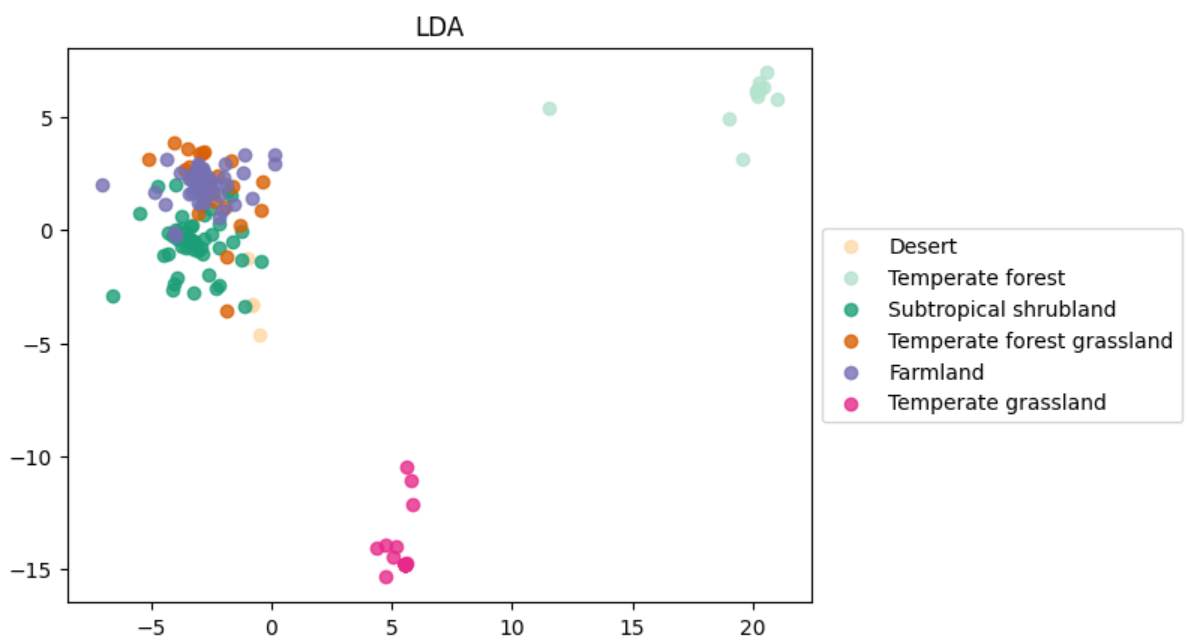 LDA
5
0
−5
−10
−15
−5 0 5 10 15 20
Desert
Temperate forest
Subtropical shrubland
Temperate forest grassland
Farmland
Temperate grassland